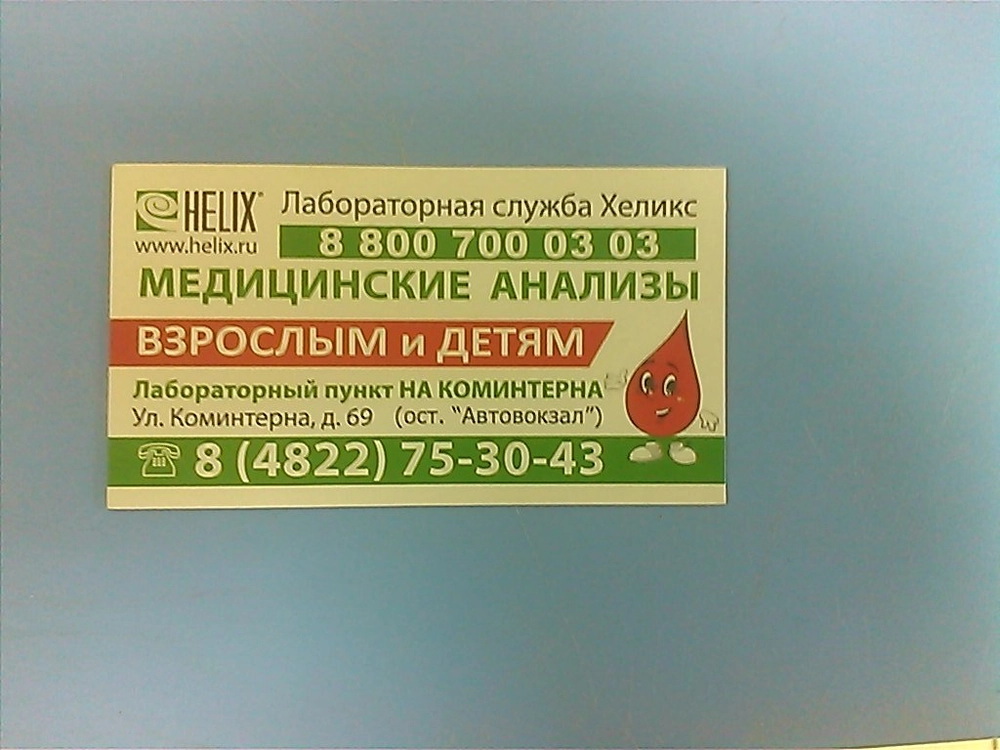 HELIX® Лабораторная служба Хеликс
www.helix.ru 8 800 700 03 03
МЕДИЦИНСКИЕ АНАЛИЗЫ
ВЗРОСЛЫМ и ДЕТЯМ
Лабораторный пункт НА КОМИНТЕРНА
Ул. Коминтерна, д. 69 (ост. "Автовокзал")
8 (4822) 75-30-43